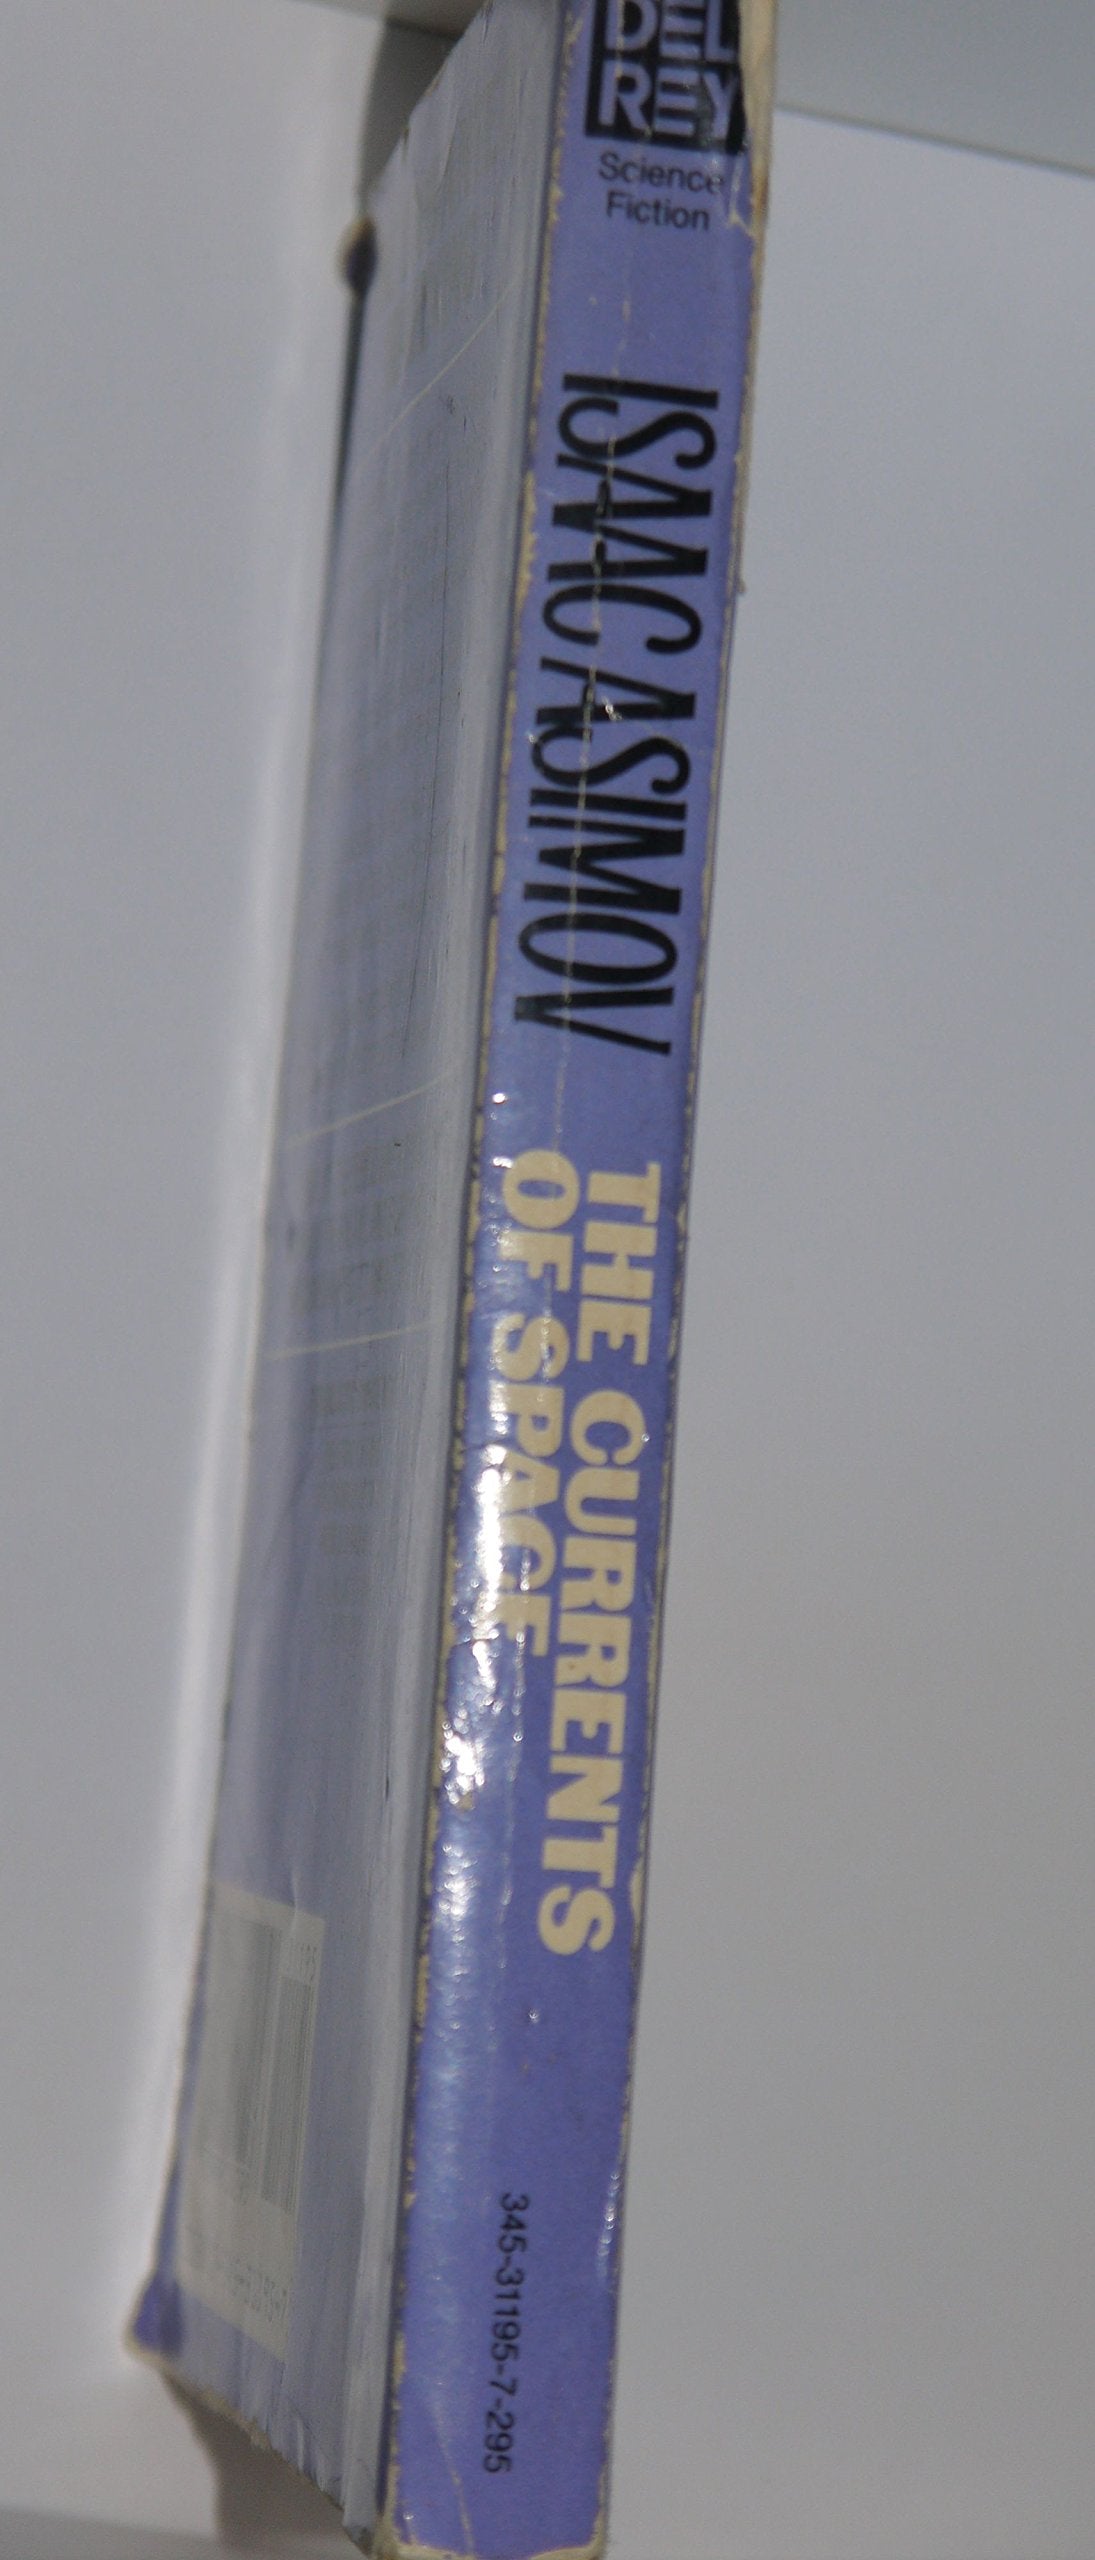 DEL
REY
Science
Fiction
ISAAC ASIMOV
THE CURRENTS
OF SPACE
345-31195-7-295